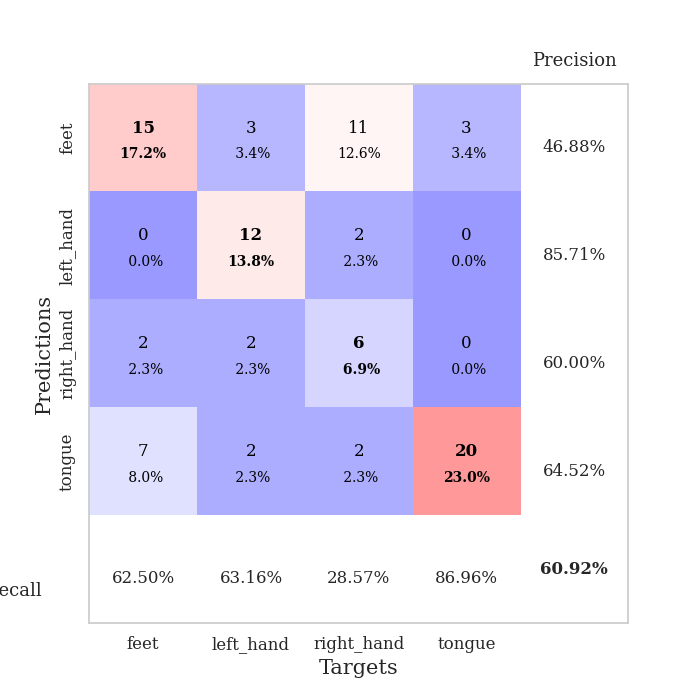 Precision
feet 15 3 11 3 46.88%
17.2% 3.4% 12.6% 3.4%
left_hand 0 12 2 0 85.71%
0.0% 13.8% 2.3% 0.0%
right_hand 2 2 6 0 60.00%
2.3% 2.3% 6.9% 0.0%
tongue 7 2 2 20 64.52%
8.0% 2.3% 2.3% 23.0%
Predictions
ecall 62.50% 63.16% 28.57% 86.96% 60.92%
feet left_hand right_hand tongue
Targets